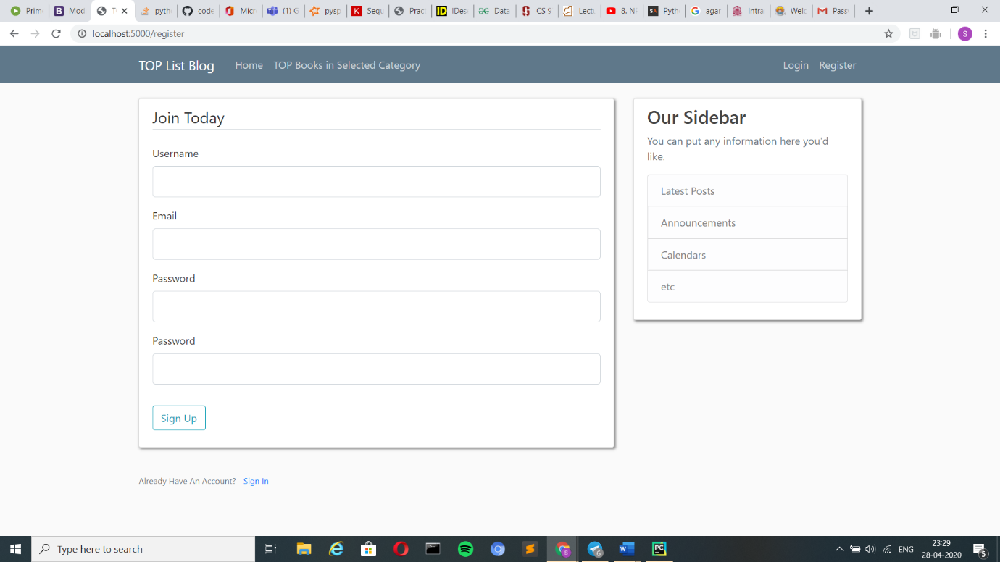 Prim
Mod
T
pyth
code
Micr
(1) G
pysp
Sequ
Pract
IDes
Data
CS 9
Lect
8. N
Pyth
agar
Intra
Welc
Pass
localhost:5000/register
S
TOP List Blog Home TOP Books in Selected Category Login Register
Join Today
Username
Email
Password
Password
Sign Up
Already Have An Account? Sign In
Our Sidebar
You can put any information here you'd
like.
Latest Posts
Announcements
Calendars
etc
Type here to search
ENG
23:29
28-04-2020